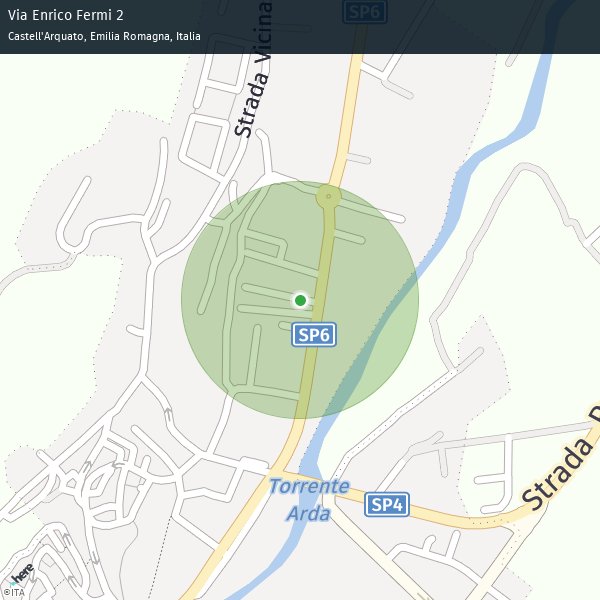 Via Enrico Fermi 2
Castell'Arquato, Emilia Romagna, Italia
SP6
Strada Vicina
SP6
Torrente
Arda
SP4
Strada P
here
©ITA